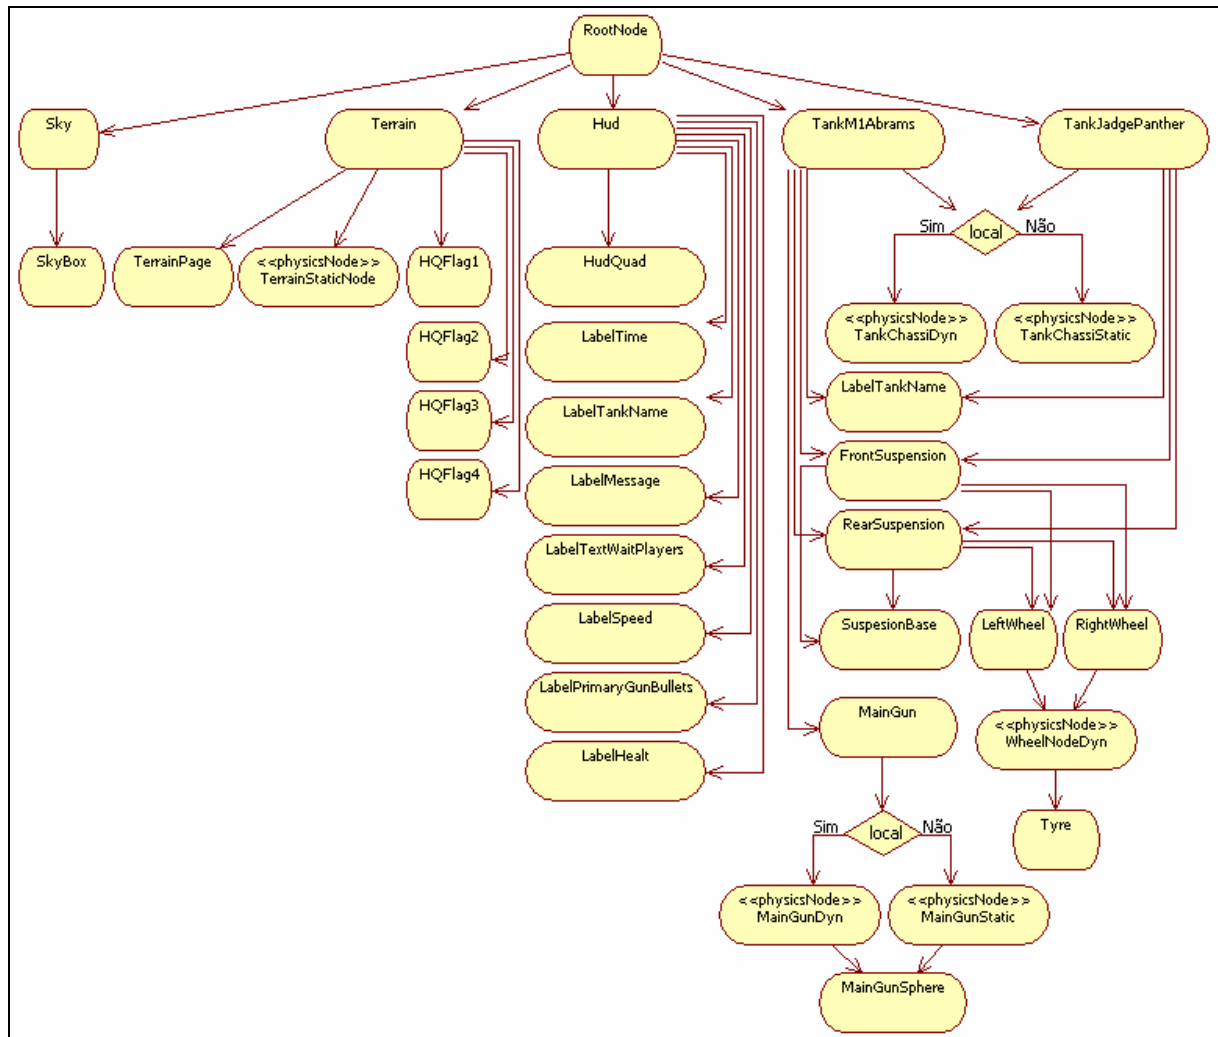 RootNode
Sky
Terrain
Hud
TankM1Abrams
TankJadgePanther
Sim
local
Não
SkyBox
TerrainPage
<<physicsNode>>
TerrainStaticNode
HQFlag1
HudQuad
<<physicsNode>>
TankChassiDyn
<<physicsNode>>
TankChassiStatic
HQFlag2
LabelTime
LabelTankName
HQFlag3
LabelTankName
FrontSuspension
HQFlag4
LabelMessage
RearSuspension
LabelTextWaitPlayers
LabelSpeed
SuspesionBase
LeftWheel
RightWheel
LabelPrimaryGunBullets
MainGun
<<physicsNode>>
WheelNodeDyn
LabelHealt
Sim
local
Não
Tyre
<<physicsNode>>
MainGunDyn
<<physicsNode>>
MainGunStatic
MainGunSphere